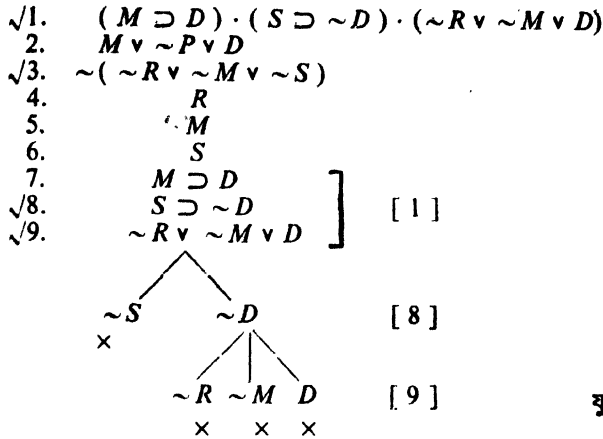 √1. ( M ⊃ D ) · ( S ⊃ ~D ) · (~R ∨ ~M ∨ D)
2. M ∨ ~P ∨ D
√3. ~( ~R ∨ ~M ∨ ~S )
4. R
5. M
6. S
7. M ⊃ D
√8. S ⊃ ~D [ 1 ]
√9. ~R ∨ ~M ∨ D
~S ~D [ 8 ]
×
~R ~M D [ 9 ]
× × ×